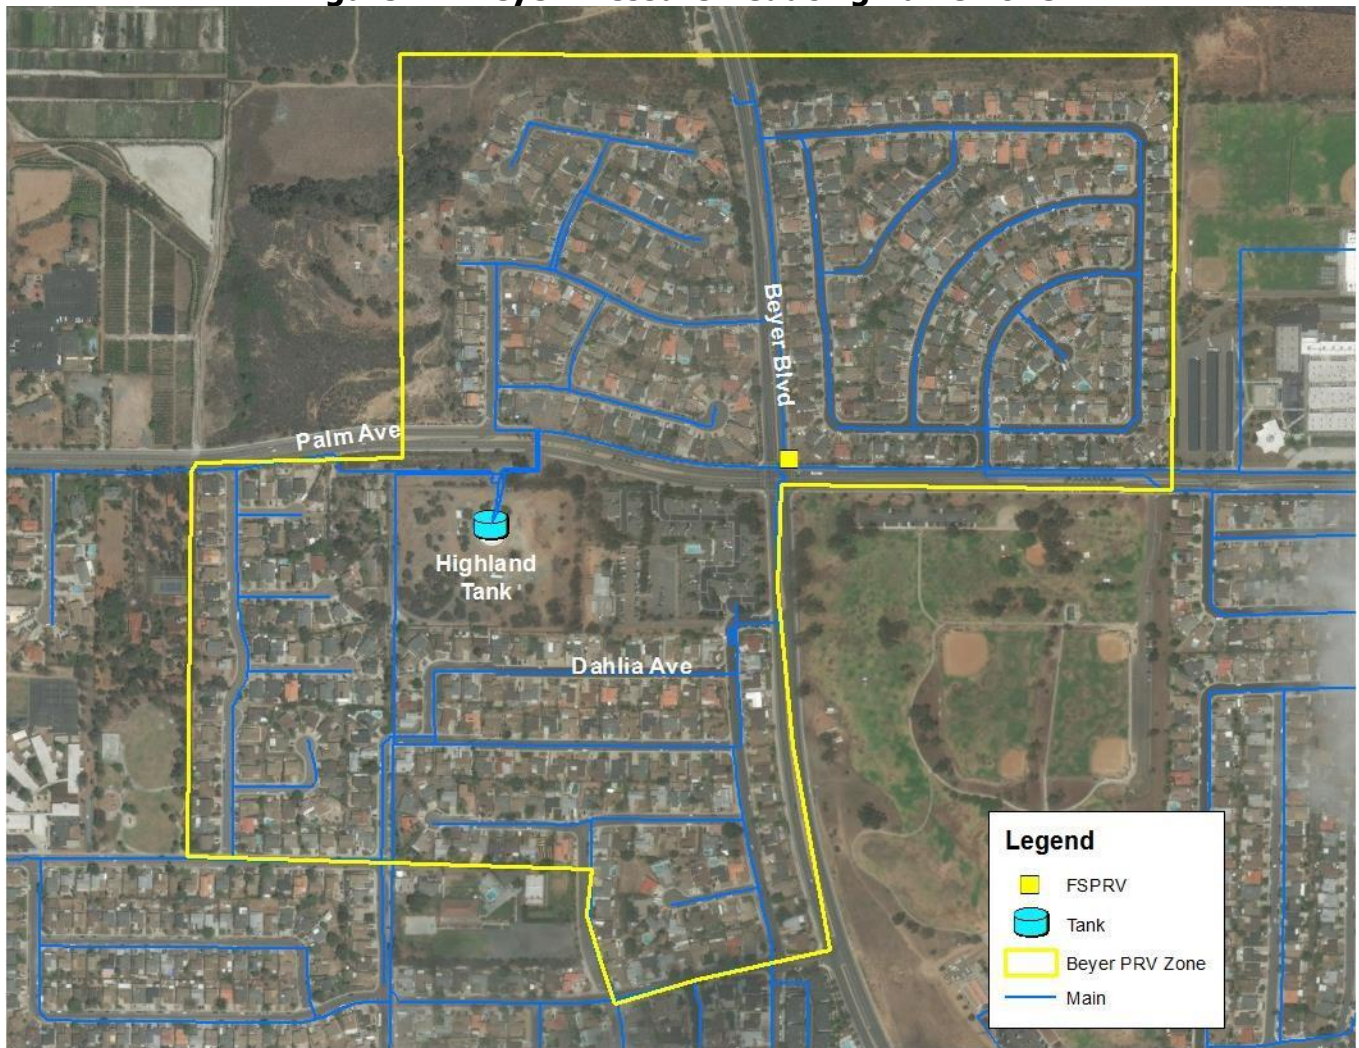 Palm Ave
Beyer Blvd
Highland
Tank
Dahlia Ave
Legend
FSPRV
Tank
Beyer PRV Zone
Main